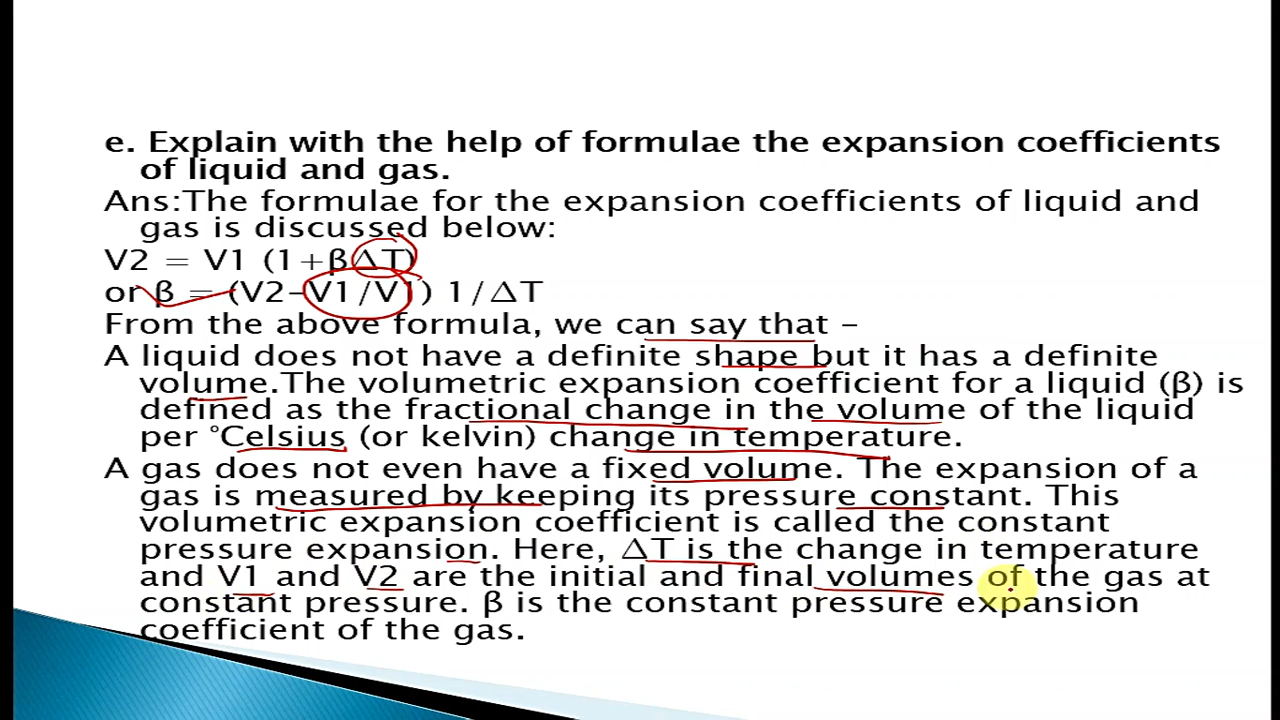 e. Explain with the help of formulae the expansion coefficients
of liquid and gas.
Ans:The formulae for the expansion coefficients of liquid and
gas is discussed below:
V2 = V1 (1+βΔT)
or β = (V2–V1/V1) 1/ΔT
From the above formula, we can say that –
A liquid does not have a definite shape but it has a definite
volume.The volumetric expansion coefficient for a liquid (β) is
defined as the fractional change in the volume of the liquid
per °Celsius (or kelvin) change in temperature.
A gas does not even have a fixed volume. The expansion of a
gas is measured by keeping its pressure constant. This
volumetric expansion coefficient is called the constant
pressure expansion. Here, ΔT is the change in temperature
and V1 and V2 are the initial and final volumes of the gas at
constant pressure. β is the constant pressure expansion
coefficient of the gas.